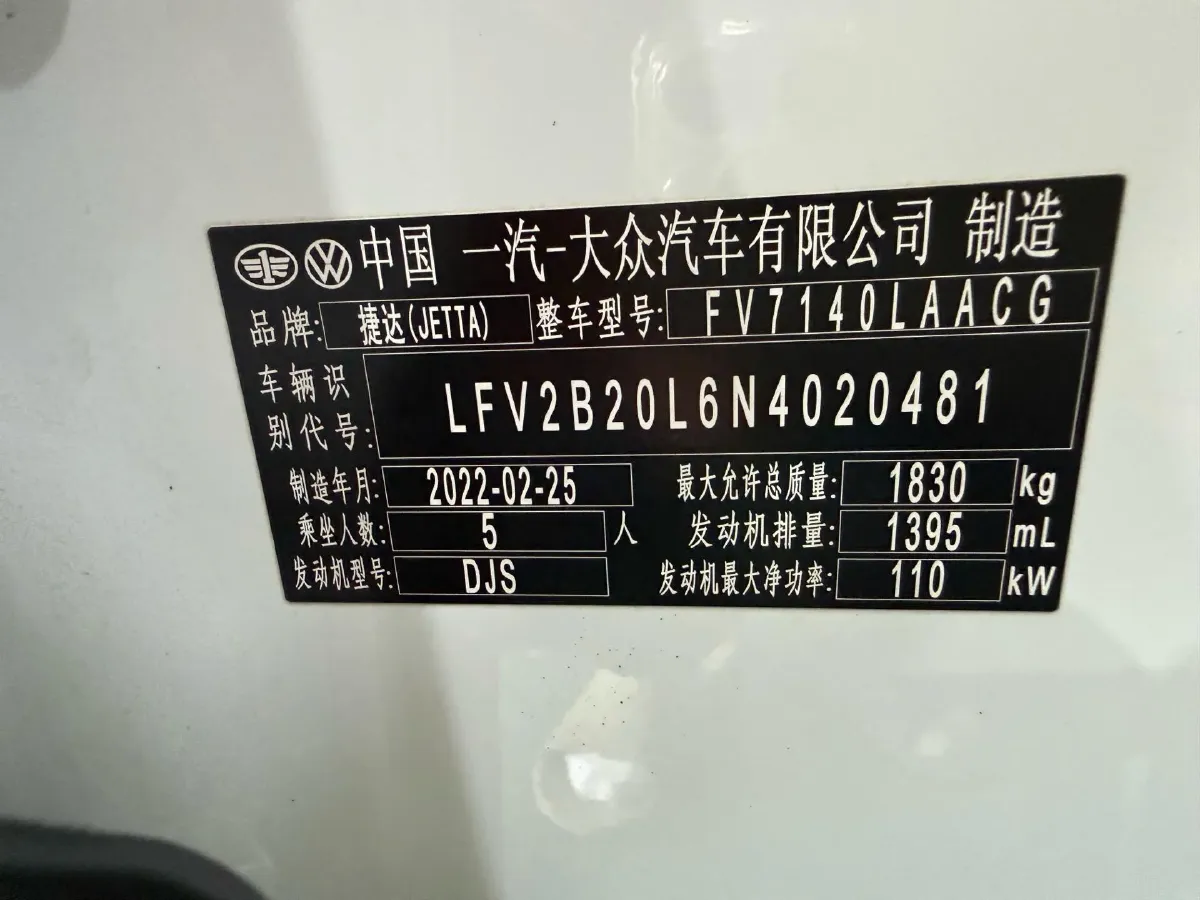 中国 一汽-大众汽车有限公司 制造
品牌: 捷达(JETTA) 整车型号: FV7140LAACG
车辆识别代号: LFV2B20L6N4020481
制造年月: 2022-02-25 最大允许总质量: 1830 kg
乘坐人数: 5 人 发动机排量: 1395 mL
发动机型号: DJS 发动机最大净功率: 110 kW